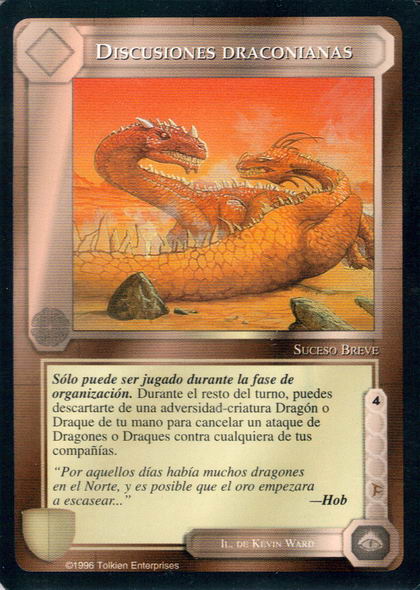 Discusiones draconianas
Suceso Breve
Sólo puede ser jugado durante la fase de
organización. Durante el resto del turno, puedes
descartarte de una adversidad-criatura Dragón o
Draque de tu mano para cancelar un ataque de
Dragones o Draques contra cualquiera de tus
compañías.
4
“Por aquellos días había muchos dragones
en el Norte, y es posible que el oro empezara
a escasear...” —Hob
Il. de Kevin Ward
©1996 Tolkien Enterprises